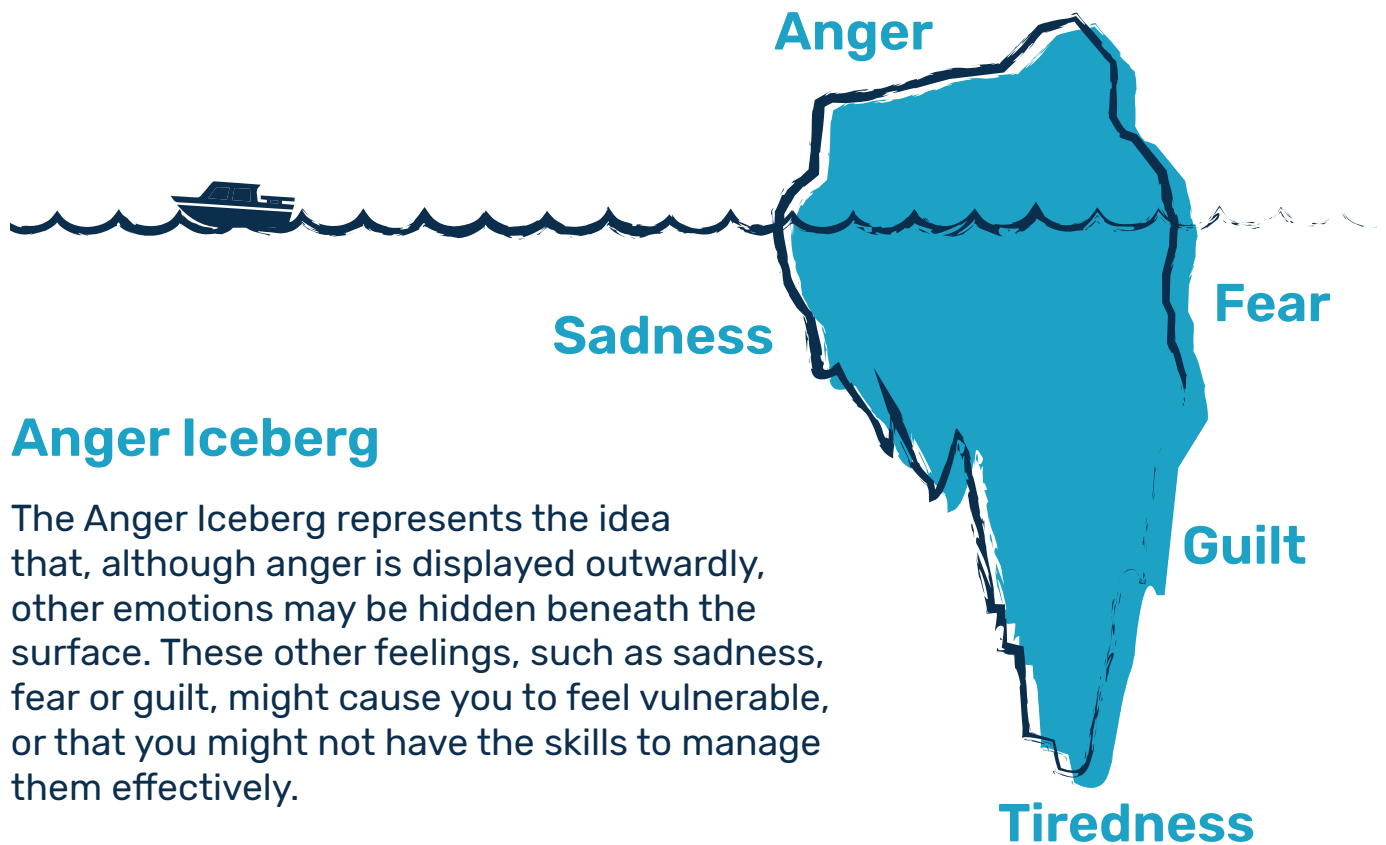 Anger
Fear
Sadness
Anger Iceberg
The Anger Iceberg represents the idea
that, although anger is displayed outwardly,
other emotions may be hidden beneath the
surface. These other feelings, such as sadness,
fear or guilt, might cause you to feel vulnerable,
or that you might not have the skills to manage
them effectively.
Guilt
Tiredness